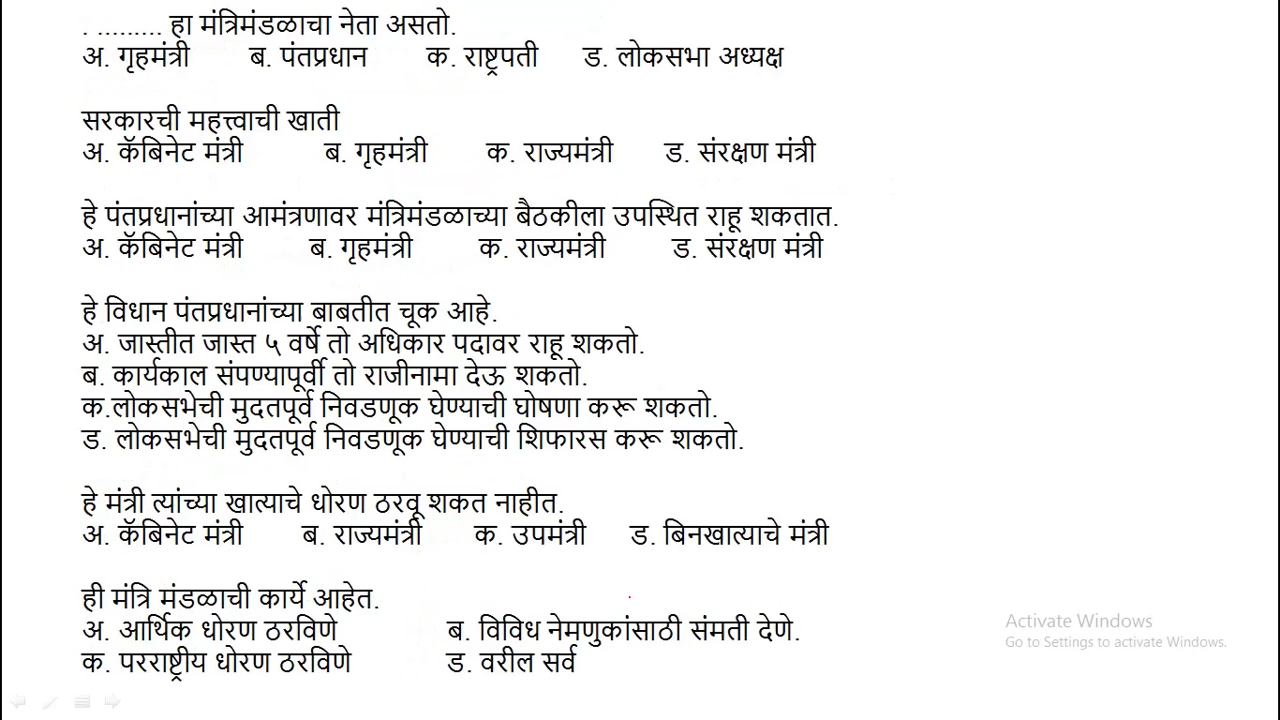 . ......... हा मंत्रिमंडळाचा नेता असतो.
अ. गृहमंत्री ब. पंतप्रधान क. राष्ट्रपती ड. लोकसभा अध्यक्ष
सरकारची महत्त्वाची खाती
अ. कॅबिनेट मंत्री ब. गृहमंत्री क. राज्यमंत्री ड. संरक्षण मंत्री
हे पंतप्रधानांच्या आमंत्रणावर मंत्रिमंडळाच्या बैठकीला उपस्थित राहू शकतात.
अ. कॅबिनेट मंत्री ब. गृहमंत्री क. राज्यमंत्री ड. संरक्षण मंत्री
हे विधान पंतप्रधानांच्या बाबतीत चूक आहे.
अ. जास्तीत जास्त ५ वर्षे तो अधिकार पदावर राहू शकतो.
ब. कार्यकाल संपण्यापूर्वी तो राजीनामा देऊ शकतो.
क.लोकसभेची मुदतपूर्व निवडणूक घेण्याची घोषणा करू शकतो.
ड. लोकसभेची मुदतपूर्व निवडणूक घेण्याची शिफारस करू शकतो.
हे मंत्री त्यांच्या खात्याचे धोरण ठरवू शकत नाहीत.
अ. कॅबिनेट मंत्री ब. राज्यमंत्री क. उपमंत्री ड. बिनखात्याचे मंत्री
ही मंत्रि मंडळाची कार्ये आहेत.
अ. आर्थिक धोरण ठरविणे ब. विविध नेमणुकांसाठी संमती देणे.
क. परराष्ट्रीय धोरण ठरविणे ड. वरील सर्व
Activate Windows
Go to Settings to activate Windows.